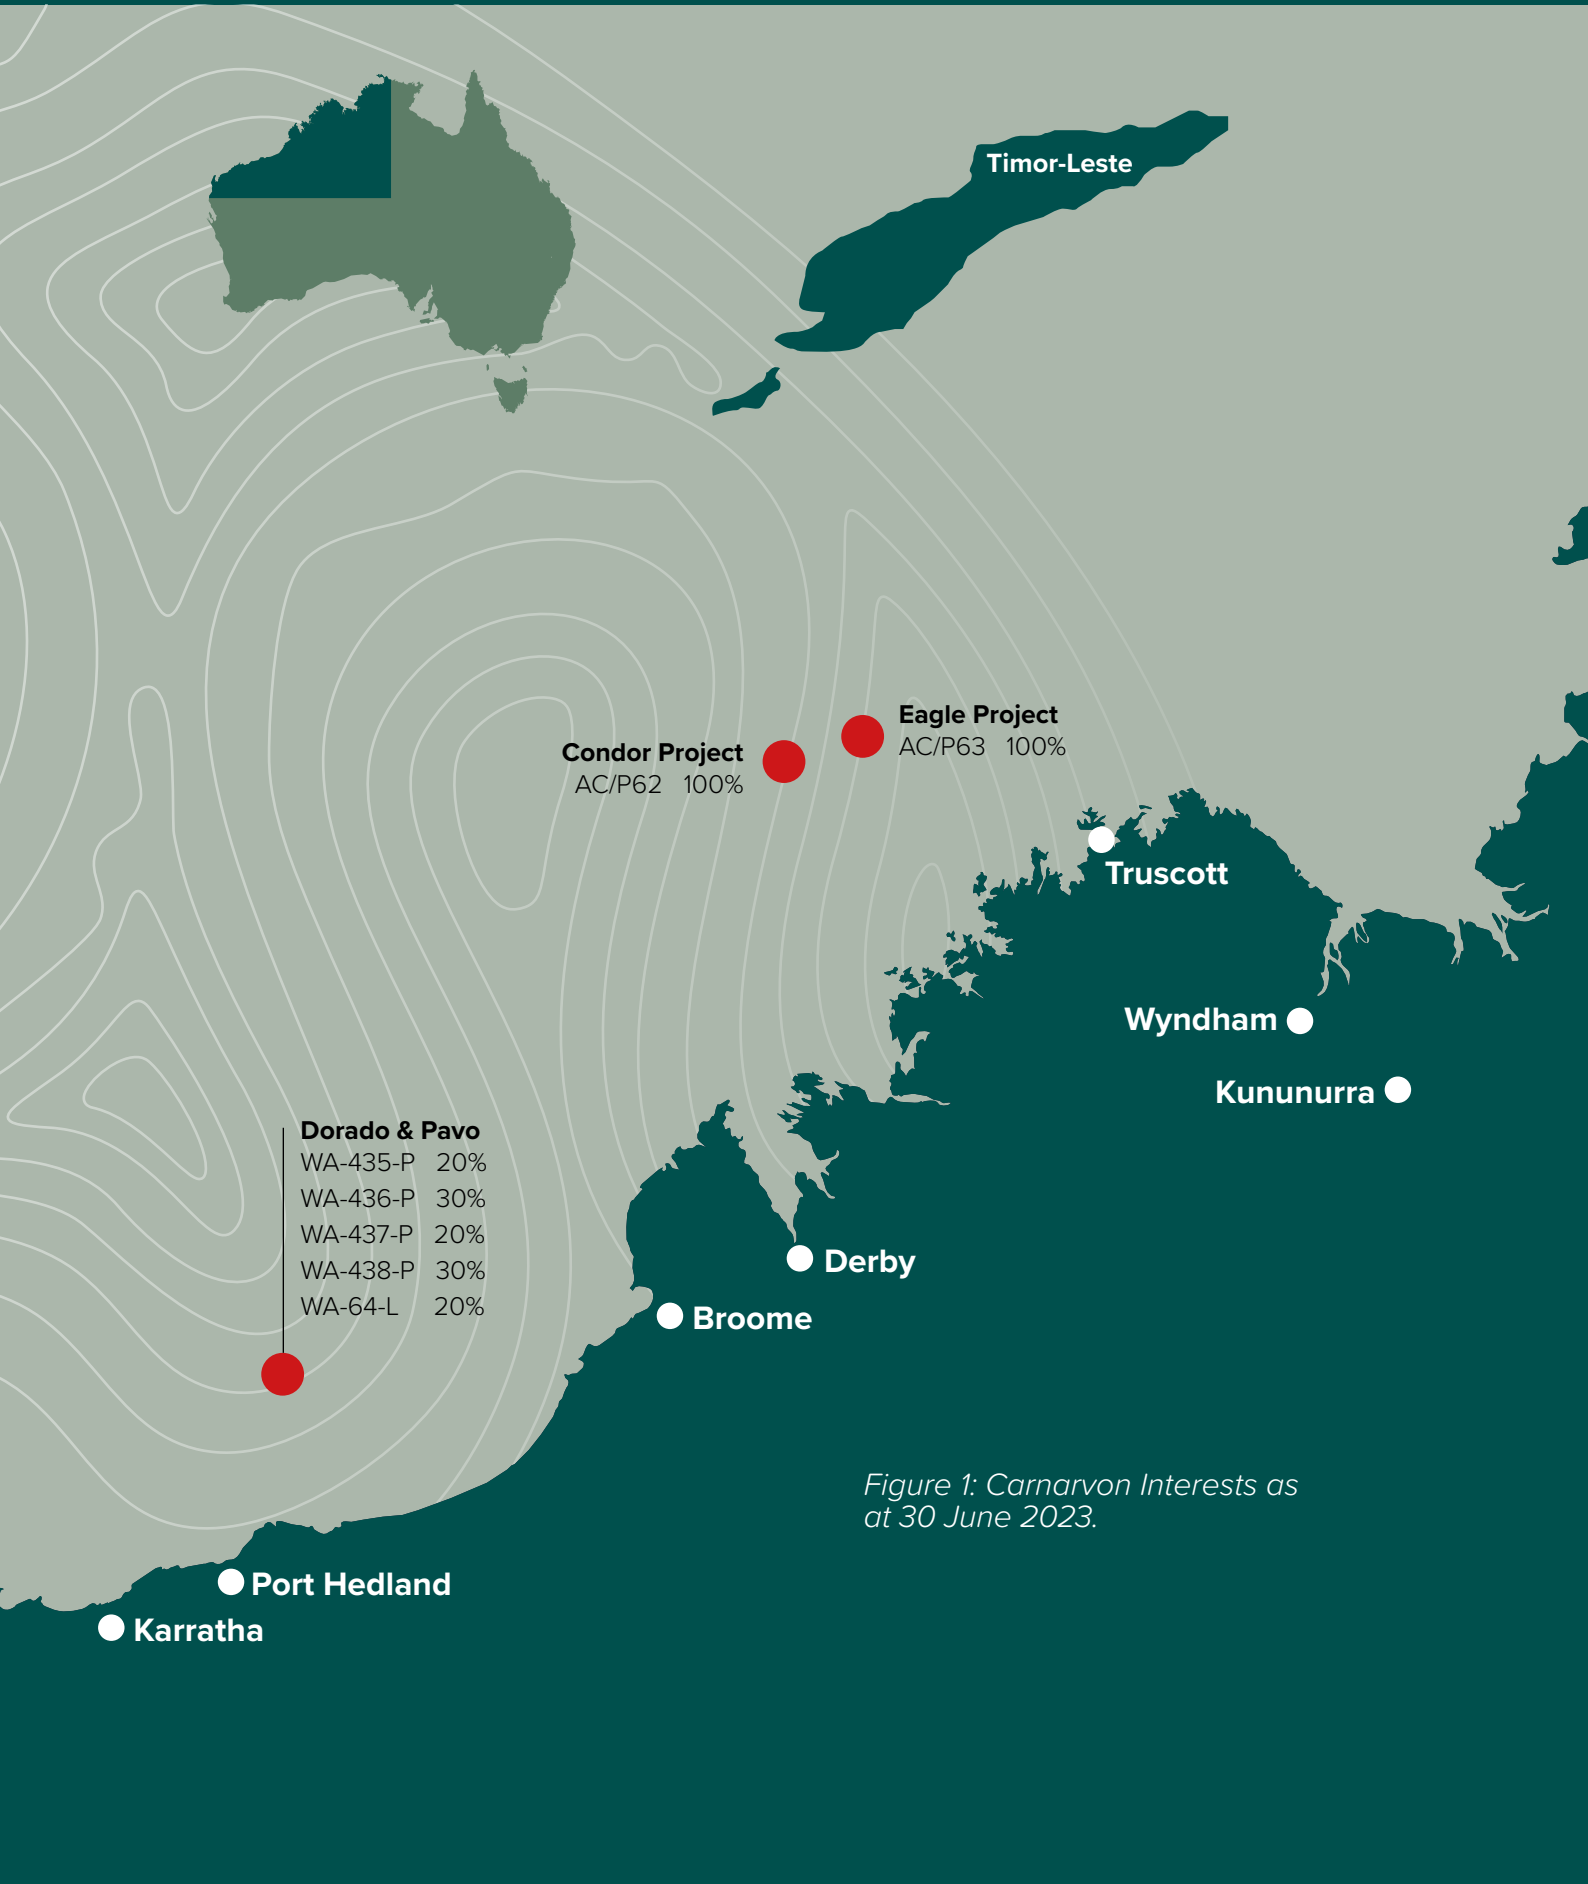 Timor-Leste
Eagle Project
AC/P63 100%
Condor Project
AC/P62 100%
Truscott
Wyndham
Kununurra
Dorado & Pavo
WA-435-P 20%
WA-436-P 30%
WA-437-P 20%
WA-438-P 30%
WA-64-L 20%
Derby
Broome
Figure 1: Carnarvon Interests as
at 30 June 2023.
Port Hedland
Karratha